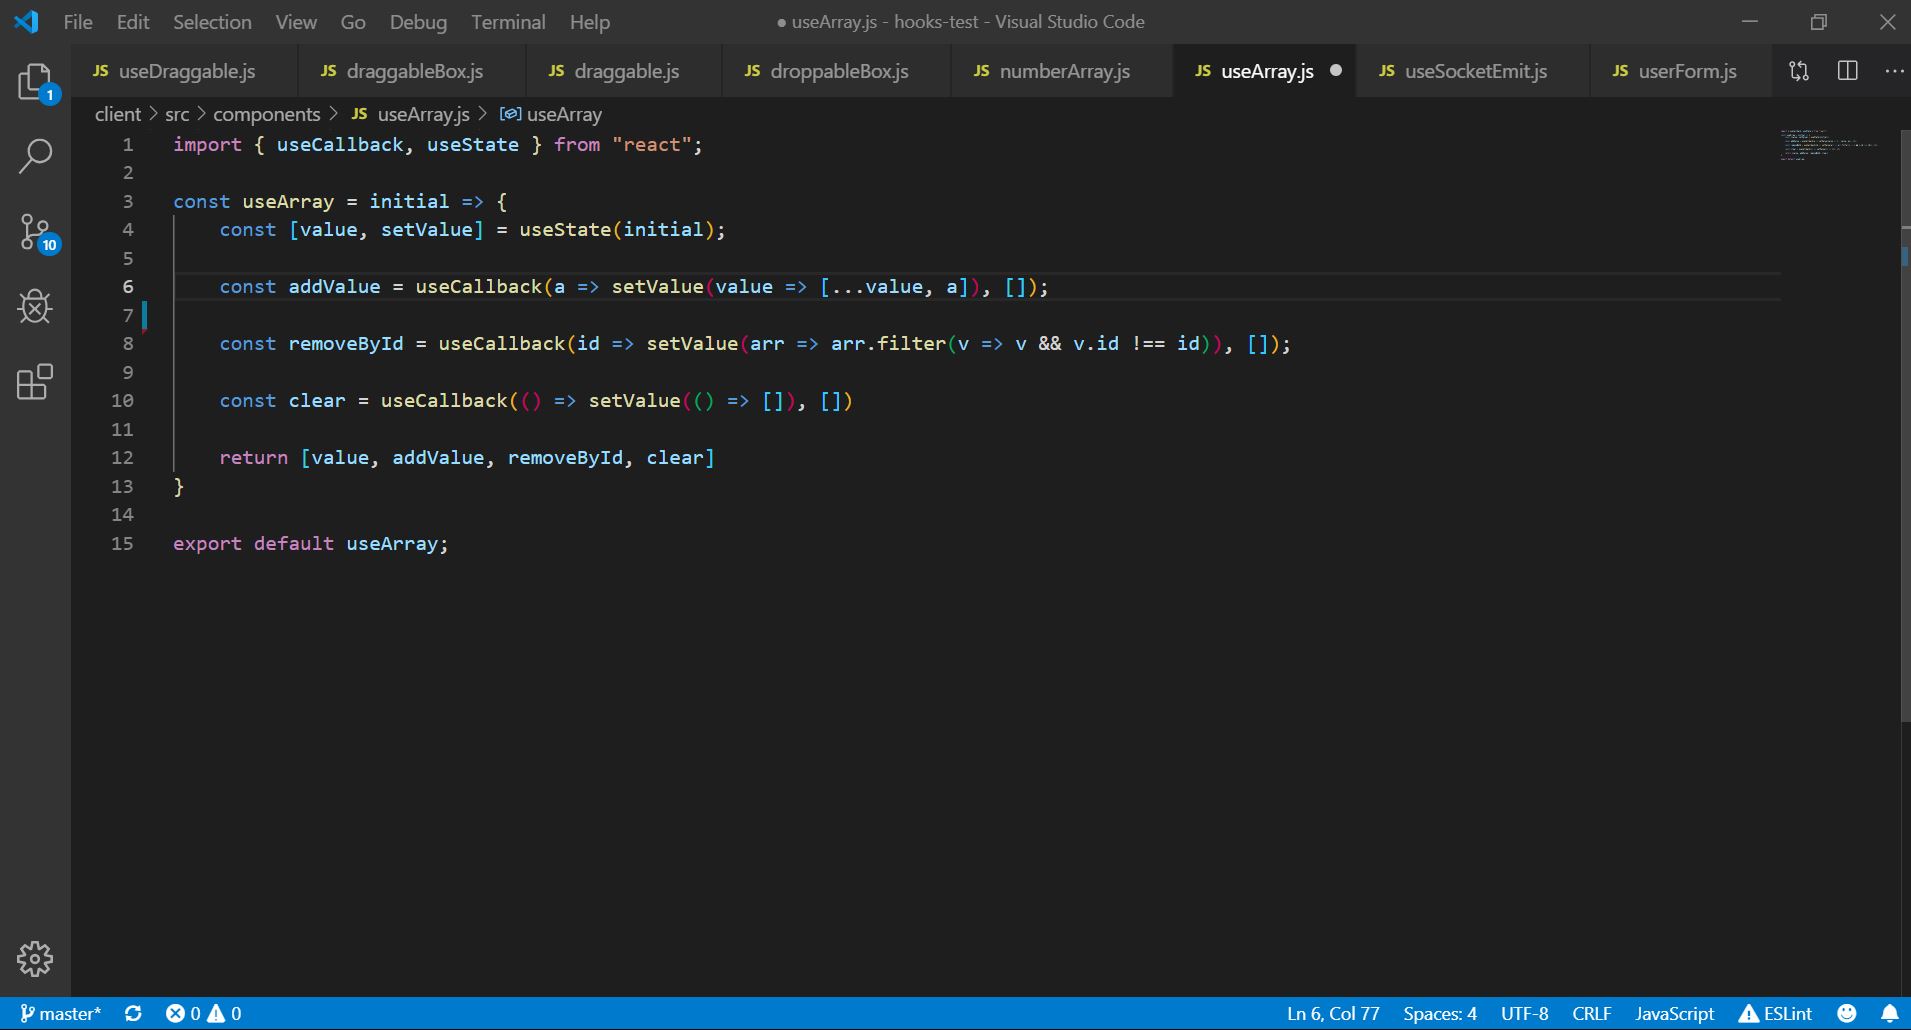 File Edit Selection View Go Debug Terminal Help ● useArray.js - hooks-test - Visual Studio Code
JS useDraggable.js JS draggableBox.js JS draggable.js JS droppableBox.js JS numberArray.js JS useArray.js ● JS useSocketEmit.js JS userForm.js ...
1
client > src > components > JS useArray.js > useArray
1 import { useCallback, useState } from "react";
2
3 const useArray = initial => {
4 const [value, setValue] = useState(initial);
10
5
6 const addValue = useCallback(a => setValue(value => [...value, a]), []);
7
8 const removeById = useCallback(id => setValue(arr => arr.filter(v => v && v.id !== id)), []);
9
10 const clear = useCallback(() => setValue(() => []), [])
11
12 return [value, addValue, removeById, clear]
13 }
14
15 export default useArray;
master* 0 0 Ln 6, Col 77 Spaces: 4 UTF-8 CRLF JavaScript ESLint